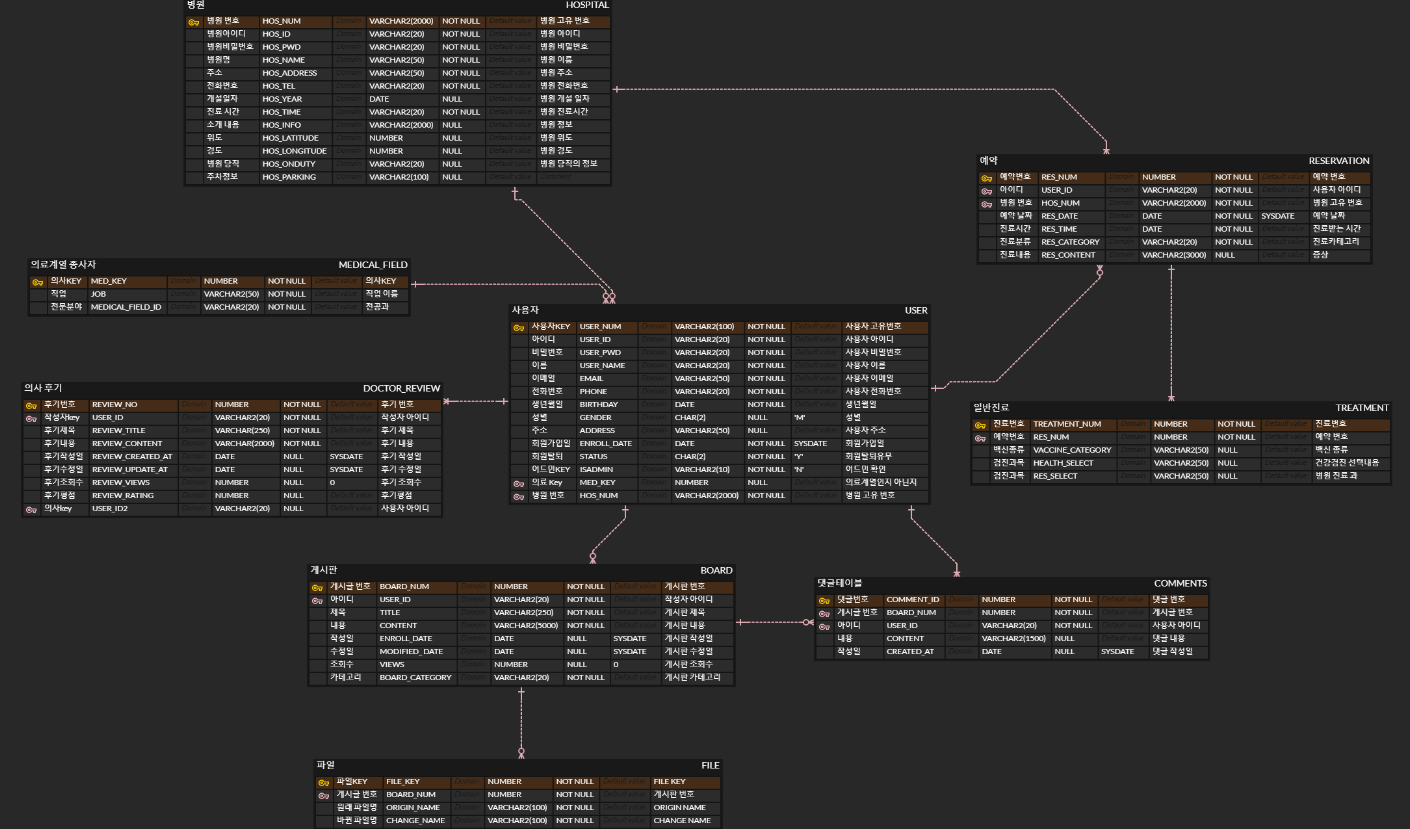 병원 HOSPITAL
병원 번호 HOS_NUM Domain VARCHAR2(2000) NOT NULL Default value 병원 고유 번호
병원아이디 HOS_ID Domain VARCHAR2(20) NOT NULL Default value 병원 아이디
병원비밀번호 HOS_PWD Domain VARCHAR2(20) NOT NULL Default value 병원 비밀번호
병원명 HOS_NAME Domain VARCHAR2(50) NOT NULL Default value 병원 이름
주소 HOS_ADDRESS Domain VARCHAR2(50) NOT NULL Default value 병원 주소
전화번호 HOS_TEL Domain VARCHAR2(20) NOT NULL Default value 병원 전화번호
개설일자 HOS_YEAR Domain DATE NULL Default value 병원 개설 일자
진료 시간 HOS_TIME Domain VARCHAR2(20) NOT NULL Default value 병원 진료시간
소개 내용 HOS_INFO Domain VARCHAR2(2000) NULL Default value 병원 정보
위도 HOS_LATITUDE Domain NUMBER NULL Default value 병원 위도
경도 HOS_LONGITUDE Domain NUMBER NULL Default value 병원 경도
병원 당직 HOS_ONDUTY Domain VARCHAR2(20) NULL Default value 병원 당직의 정보
주차정보 HOS_PARKING Domain VARCHAR2(100) NULL Default value Comment
예약 RESERVATION
예약번호 RES_NUM Domain NUMBER NOT NULL Default value 예약 번호
아이디 USER_ID Domain VARCHAR2(20) NOT NULL Default value 사용자 아이디
병원 번호 HOS_NUM Domain VARCHAR2(2000) NOT NULL Default value 병원 고유 번호
예약 날짜 RES_DATE Domain DATE NOT NULL SYSDATE 예약 날짜
진료시간 RES_TIME Domain DATE NOT NULL Default value 진료받는 시간
진료분류 RES_CATEGORY Domain VARCHAR2(20) NOT NULL Default value 진료카테고리
진료내용 RES_CONTENT Domain VARCHAR2(3000) NULL Default value 증상
의료계열 종사자 MEDICAL_FIELD
의사KEY MED_KEY Domain NUMBER NOT NULL Default value 의사KEY
직업 JOB Domain VARCHAR2(50) NOT NULL Default value 직업 이름
전문분야 MEDICAL_FIELD_ID Domain VARCHAR2(20) NOT NULL Default value 전공과
사용자 USER
사용자KEY USER_NUM Domain VARCHAR2(100) NOT NULL Default value 사용자 고유번호
아이디 USER_ID Domain VARCHAR2(20) NOT NULL Default value 사용자 아이디
비밀번호 USER_PWD Domain VARCHAR2(20) NOT NULL Default value 사용자 비밀번호
이름 USER_NAME Domain VARCHAR2(20) NOT NULL Default value 사용자 이름
이메일 EMAIL Domain VARCHAR2(50) NOT NULL Default value 사용자 이메일
전화번호 PHONE Domain VARCHAR2(20) NOT NULL Default value 사용자 전화번호
생년월일 BIRTHDAY Domain DATE NOT NULL Default value 생년월일
성별 GENDER Domain CHAR(2) NULL 'M' 성별
주소 ADDRESS Domain VARCHAR2(50) NULL Default value 사용자 주소
회원가입일 ENROLL_DATE Domain DATE NOT NULL SYSDATE 회원가입일
회원탈퇴 STATUS Domain CHAR(2) NOT NULL 'Y' 회원탈퇴유무
어드민KEY ISADMIN Domain VARCHAR2(10) NOT NULL 'N' 어드민 확인
의료 Key MED_KEY Domain NUMBER NULL Default value 의료계열인지 아닌지
병원 번호 HOS_NUM Domain VARCHAR2(2000) NOT NULL Default value 병원 고유 번호
의사 후기 DOCTOR_REVIEW
후기번호 REVIEW_NO Domain NUMBER NOT NULL Default value 후기 번호
작성자key USER_ID Domain VARCHAR2(20) NOT NULL Default value 작성자 아이디
후기제목 REVIEW_TITLE Domain VARCHAR(250) NOT NULL Default value 후기 제목
후기내용 REVIEW_CONTENT Domain VARCHAR(2000) NOT NULL Default value 후기 내용
후기작성일 REVIEW_CREATED_AT Domain DATE NULL SYSDATE 후기 작성일
후기수정일 REVIEW_UPDATE_AT Domain DATE NULL SYSDATE 후기 수정일
후기조회수 REVIEW_VIEWS Domain NUMBER NULL 0 후기 조회수
후기평점 REVIEW_RATING Domain NUMBER NULL Default value 후기평점
의사key USER_ID2 Domain VARCHAR2(20) NULL Default value 사용자 아이디
일반진료 TREATMENT
진료번호 TREATMENT_NUM Domain NUMBER NOT NULL Default value 진료번호
예약번호 RES_NUM Domain NUMBER NOT NULL Default value 예약 번호
백신종류 VACCINE_CATEGORY Domain VARCHAR2(50) NULL Default value 백신 종류
검진과목 HEALTH_SELECT Domain VARCHAR2(50) NULL Default value 건강검진 선택내용
검진과목 RES_SELECT Domain VARCHAR2(50) NULL Default value 병원 진료 과
게시판 BOARD
게시글 번호 BOARD_NUM Domain NUMBER NOT NULL Default value 게시판 번호
아이디 USER_ID Domain VARCHAR2(20) NOT NULL Default value 작성자 아이디
제목 TITLE Domain VARCHAR2(250) NOT NULL Default value 게시판 제목
내용 CONTENT Domain VARCHAR2(5000) NOT NULL Default value 게시판 내용
작성일 ENROLL_DATE Domain DATE NULL SYSDATE 게시판 작성일
수정일 MODIFIED_DATE Domain DATE NULL SYSDATE 게시판 수정일
조회수 VIEWS Domain NUMBER NULL 0 게시판 조회수
카테고리 BOARD_CATEGORY Domain VARCHAR2(20) NOT NULL Default value 게시판 카테고리
댓글테이블 COMMENTS
댓글번호 COMMENT_ID Domain NUMBER NOT NULL Default value 댓글 번호
게시글 번호 BOARD_NUM Domain NUMBER NOT NULL Default value 게시글 번호
아이디 USER_ID Domain VARCHAR2(20) NOT NULL Default value 사용자 아이디
내용 CONTENT Domain VARCHAR2(1500) NULL Default value 댓글 내용
작성일 CREATED_AT Domain DATE NULL SYSDATE 댓글 작성일
파일 FILE
파일KEY FILE_KEY Domain NUMBER NOT NULL Default value FILE KEY
게시글 번호 BOARD_NUM Domain NUMBER NOT NULL Default value 게시판 번호
원래 파일명 ORIGIN_NAME Domain VARCHAR2(100) NOT NULL Default value ORIGIN NAME
바뀐 파일명 CHANGE_NAME Domain VARCHAR2(100) NOT NULL Default value CHANGE NAME